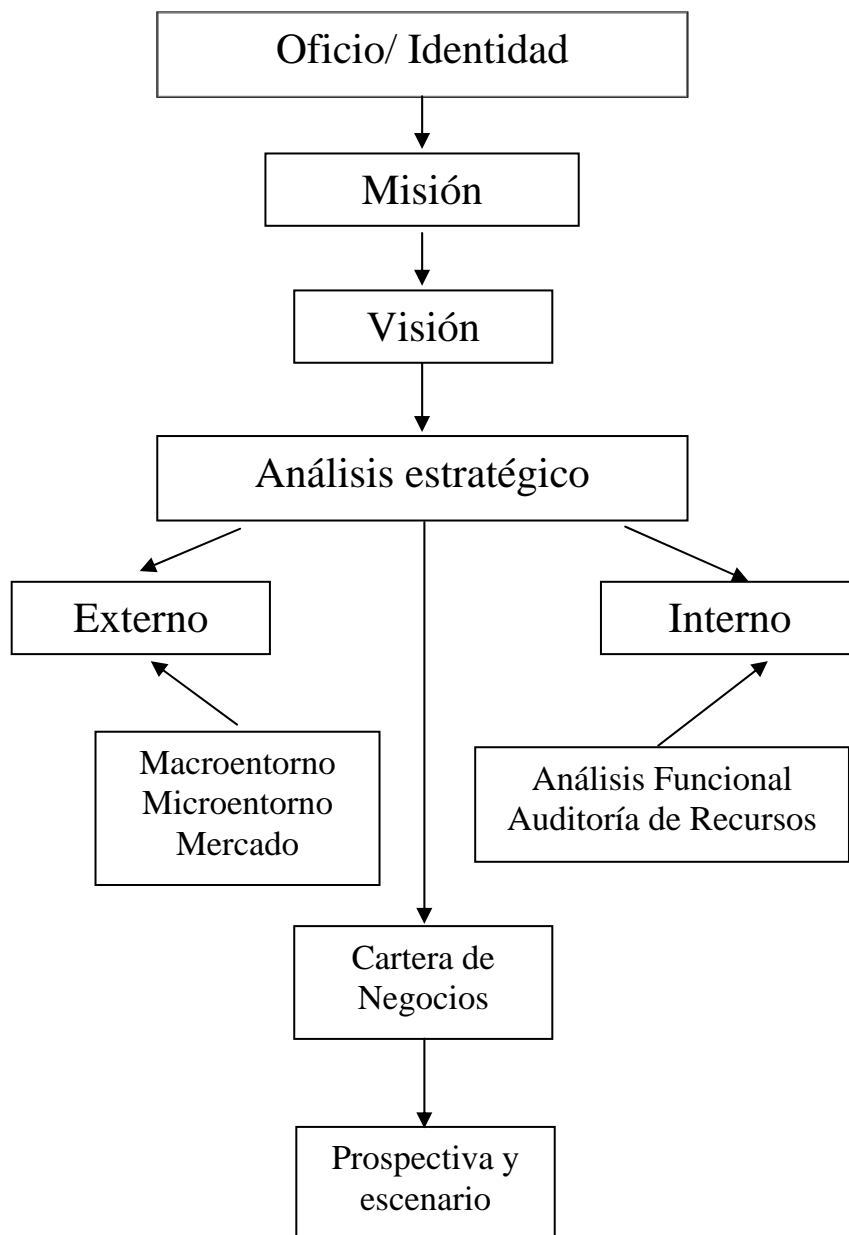 Oficio/ Identidad
Misión
Visión
Análisis estratégico
Externo
Interno
Macroentorno
Microentorno
Mercado
Análisis Funcional
Auditoría de Recursos
Cartera de
Negocios
Prospectiva y
escenario